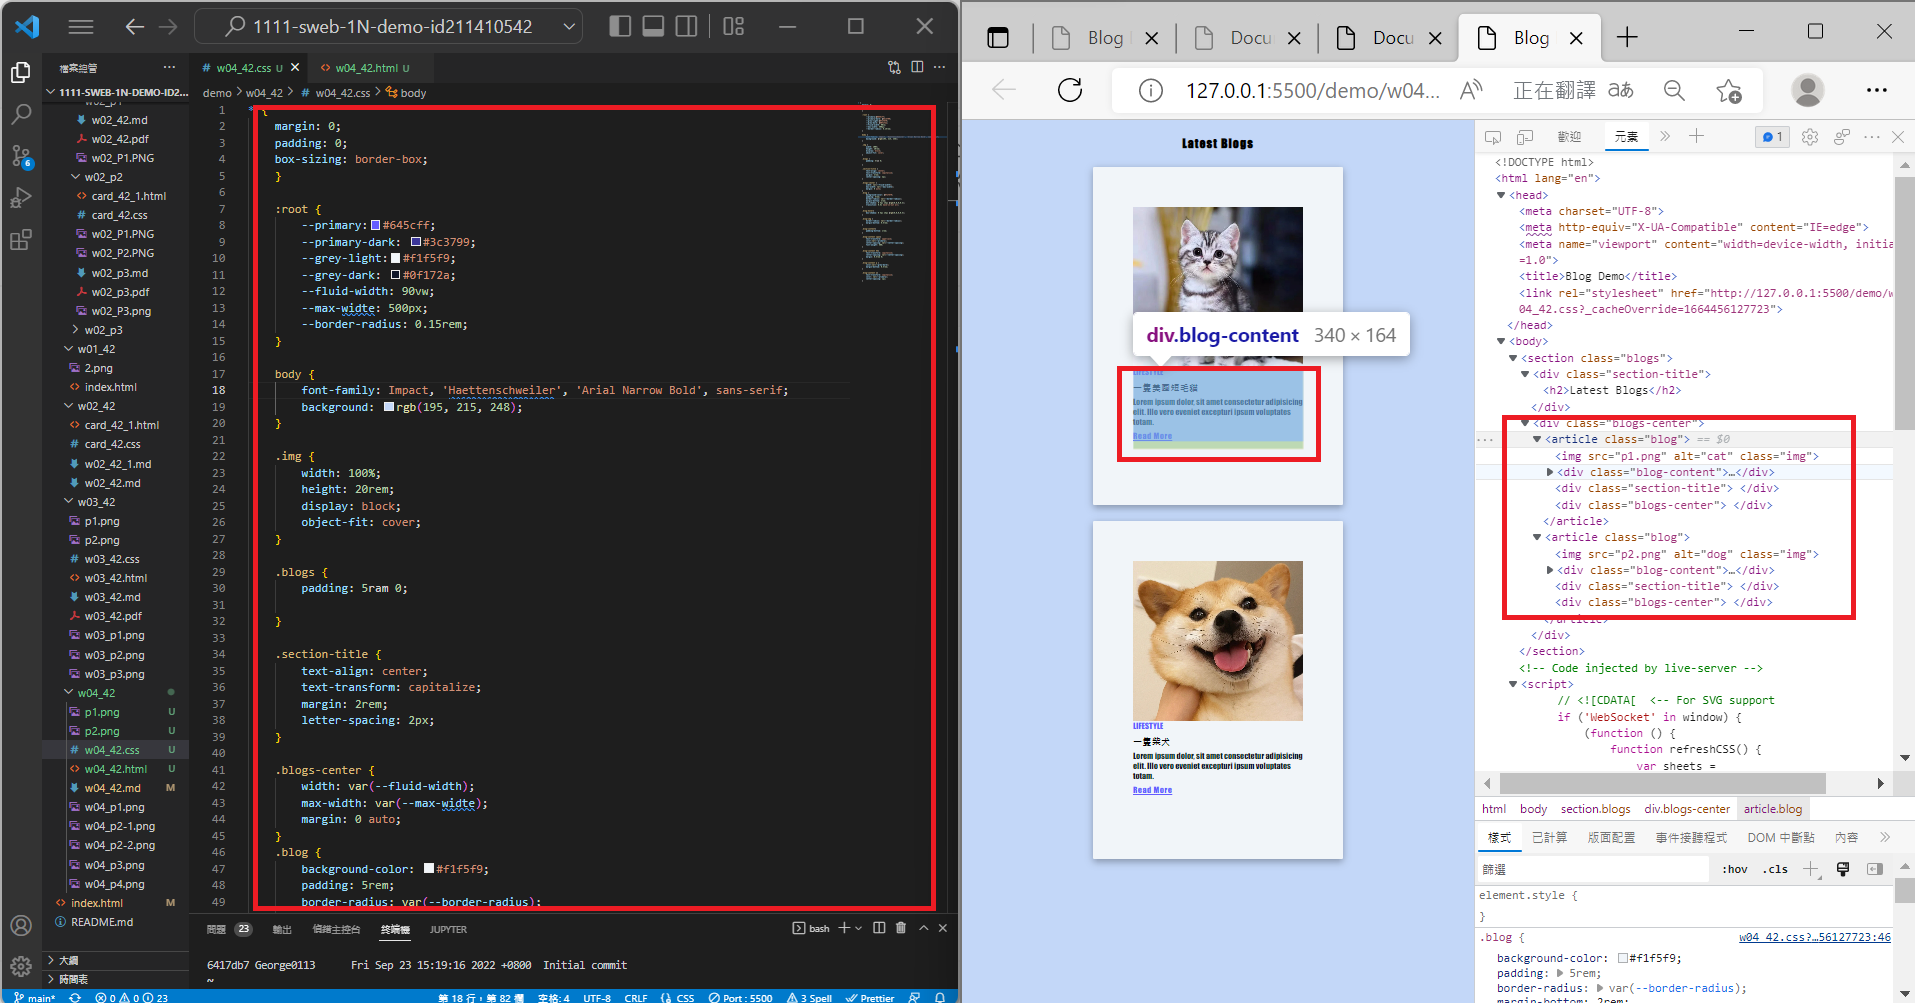 1111-sweb-1N-demo-id211410542
檔案總管
w04_42.css U
w04_42.html U
1111-SWEB-1N-DEMO-ID2...
demo > w04_42 > # w04_42.css > body
w02_p1
w02_42.md
w02_42.pdf
w02_P1.PNG
w02_p2
card_42_1.html
card_42.css
w02_P1.PNG
w02_P2.PNG
w02_p3.md
w02_p3.pdf
w02_P3.png
w02_p3
w01_42
2.png
index.html
w02_42
card_42_1.html
card_42.css
w02_42_1.md
w02_42.md
w03_42
p1.png
p2.png
w03_42.css
w03_42.html
w03_42.md
w03_42.pdf
w03_p1.png
w03_p2.png
w03_p3.png
w04_42
p1.png U
p2.png U
w04_42.css U
w04_42.html U
w04_42.md M
w04_p1.png
w04_p2-1.png
w04_p2-2.png
w04_p3.png
w04_p4.png
index.html M
README.md
大綱
時間表
6
1 * {
2 margin: 0;
3 padding: 0;
4 box-sizing: border-box;
5 }
6
7 :root {
8 --primary: #645cff;
9 --primary-dark: #3c3799;
10 --grey-light: #f1f5f9;
11 --grey-dark: #0f172a;
12 --fluid-width: 90vw;
13 --max-widte: 500px;
14 --border-radius: 0.15rem;
15 }
16
17 body {
18 font-family: Impact, 'Haettenschweiler', 'Arial Narrow Bold', sans-serif;
19 background: rgb(195, 215, 248);
20 }
21
22 .img {
23 width: 100%;
24 height: 20rem;
25 display: block;
26 object-fit: cover;
27 }
28
29 .blogs {
30 padding: 5ram 0;
31
32 }
33
34 .section-title {
35 text-align: center;
36 text-transform: capitalize;
37 margin: 2rem;
38 letter-spacing: 2px;
39 }
40
41 .blogs-center {
42 width: var(--fluid-width);
43 max-width: var(--max-widte);
44 margin: 0 auto;
45 }
46 .blog {
47 background-color: #f1f5f9;
48 padding: 5rem;
49 border-radius: var(--border-radius);
問題 23 輸出 偵錯主控台 終端機 JUPYTER bash
6417db7 George0113 Fri Sep 23 15:19:16 2022 +0800 Initial commit
~
main* 0 0 23 第 18 行，第 82 欄 空格: 4 UTF-8 CRLF CSS Port : 5500 3 Spell Prettier
Blog
Docu
Docu
Blog
127.0.0.1:5500/demo/w04... 正在翻譯
Latest Blogs
div.blog-content 340 × 164
LIFESTYLE
一隻美國短毛貓
Lorem ipsum dolor, sit amet consectetur adipisicing
elit. Illo vero eveniet excepturi ipsum voluptates
totam.
Read More
LIFESTYLE
一隻柴犬
Lorem ipsum dolor, sit amet consectetur adipisicing
elit. Illo vero eveniet excepturi ipsum voluptates
totam.
Read More
歡迎 元素 1
<!DOCTYPE html>
<html lang="en">
<head>
<meta charset="UTF-8">
<meta http-equiv="X-UA-Compatible" content="IE=edge">
<meta name="viewport" content="width=device-width, initia
=1.0">
<title>Blog Demo</title>
<link rel="stylesheet" href="http://127.0.0.1:5500/demo/w
04_42.css?_cacheOverride=1664456127723">
</head>
<body>
<section class="blogs">
<div class="section-title">
<h2>Latest Blogs</h2>
</div>
<div class="blogs-center">
<article class="blog"> == $0
<img src="p1.png" alt="cat" class="img">
<div class="blog-content">…</div>
<div class="section-title"> </div>
<div class="blogs-center"> </div>
</article>
<article class="blog">
<img src="p2.png" alt="dog" class="img">
<div class="blog-content">…</div>
<div class="section-title"> </div>
<div class="blogs-center"> </div>
</article>
</div>
</section>
<!-- Code injected by live-server -->
<script>
// <![CDATA[ <-- For SVG support
if ('WebSocket' in window) {
(function () {
function refreshCSS() {
var sheets =
html body section.blogs div.blogs-center article.blog
樣式 已計算 版面配置 事件接聽程式 DOM 中斷點 內容
篩選 :hov .cls
element.style {
}
.blog { w04_42.css?…56127723:46
background-color: #f1f5f9;
padding: 5rem;
border-radius: var(--border-radius);
margin-bottom: 2rem;